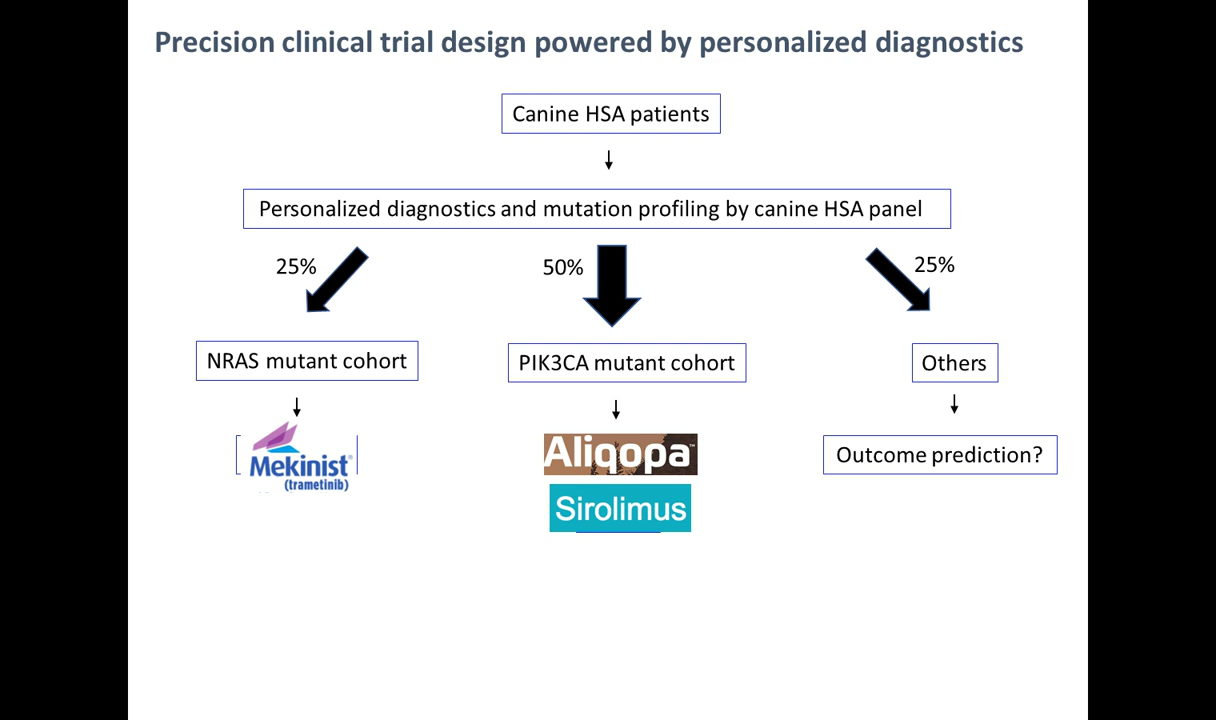 Precision clinical trial design powered by personalized diagnostics
Canine HSA patients
Personalized diagnostics and mutation profiling by canine HSA panel
25%
50%
25%
NRAS mutant cohort
PIK3CA mutant cohort
Others
Mekinist®
(trametinib)
Aliqopa™
Sirolimus
Outcome prediction?